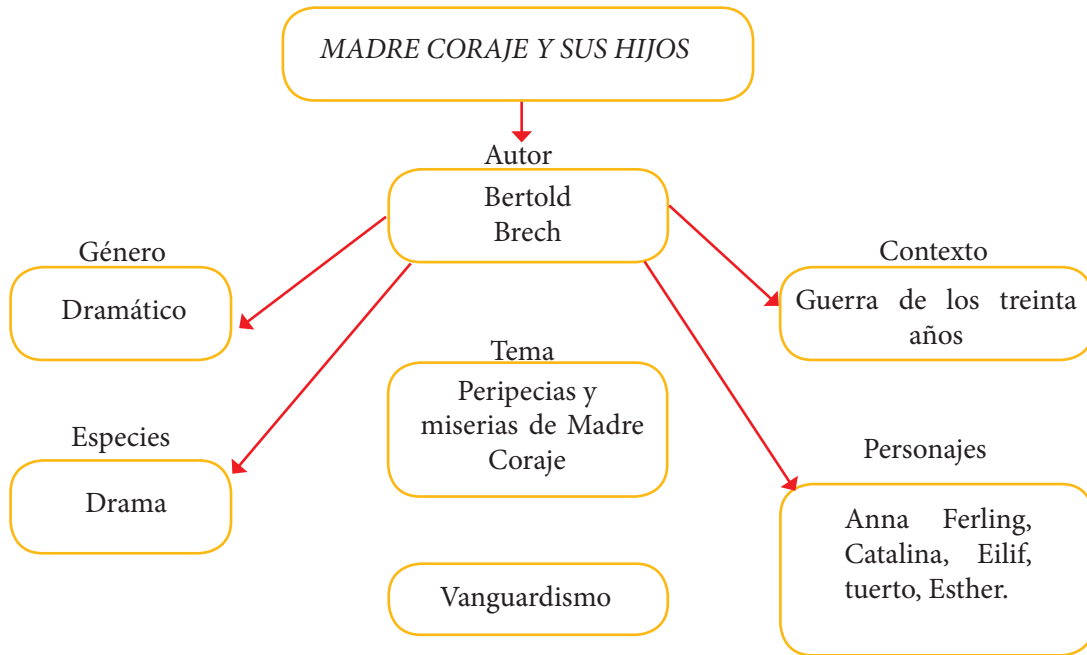 MADRE CORAJE Y SUS HIJOS
Autor
Bertold
Brech
Género
Dramático
Contexto
Guerra de los treinta
años
Tema
Peripecias y
miserias de Madre
Coraje
Especies
Drama
Personajes
Anna Ferling,
Catalina, Eilif,
tuerto, Esther.
Vanguardismo